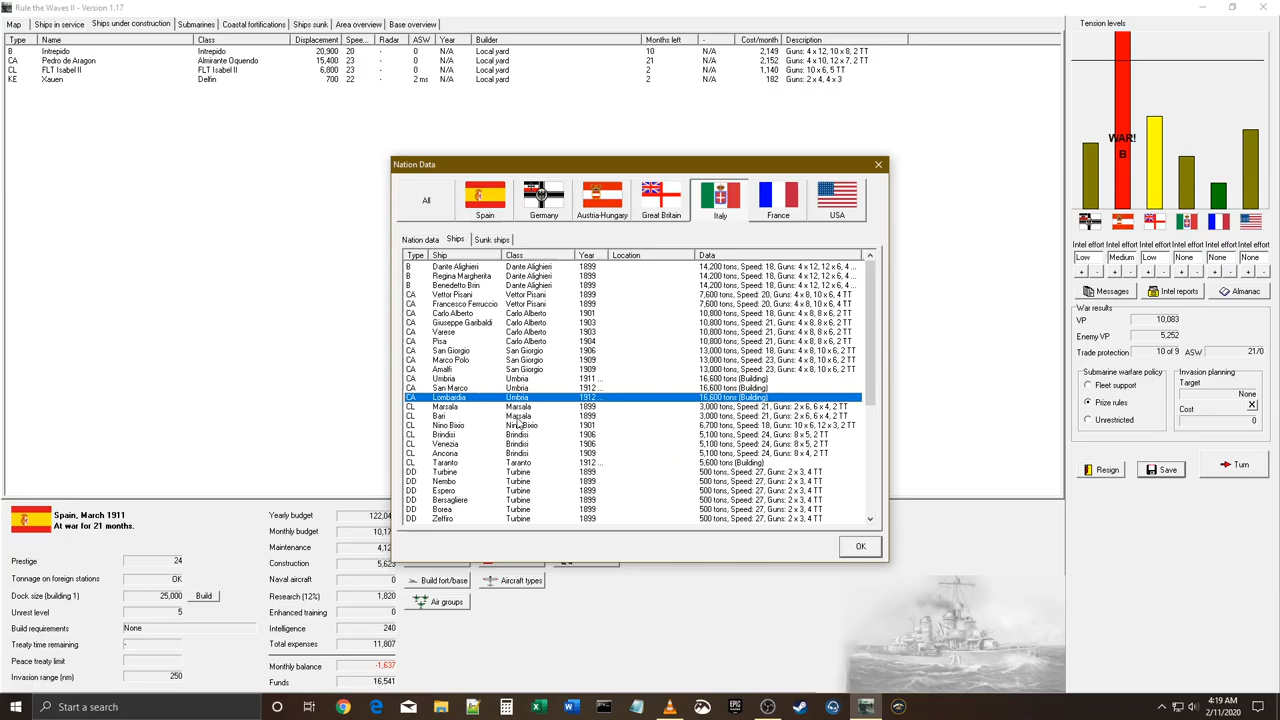 Rule the Waves II - Version 1.17
Map Ships in service Ships under construction Submarines Coastal fortifications Ships sunk Area overview Base overview
Type Name Class Displacement Spee... Radar ASW Year Builder Months left - Cost/month Description
B Intrepido Intrepido 20,900 20 - 0 N/A Local yard 10 2,149 Guns: 4 x 12, 10 x 8, 2 TT
CA Pedro de Aragon Almirante Oquendo 15,400 23 - 0 N/A Local yard 21 2,152 Guns: 4 x 10, 12 x 7, 2 TT
CL FLT Isabel II FLT Isabel II 6,800 23 - 0 N/A Local yard 2 1,140 Guns: 10 x 6, 5 TT
KE Xauen Delfin 700 22 - 2 ms N/A Local yard 2 182 Guns: 2 x 4, 4 x 3
Nation Data
All Spain Germany Austria-Hungary Great Britain Italy France USA
Nation data Ships Sunk ships
Type Ship Class Year Location Data
B Dante Alighieri Dante Alighieri 1899 14,200 tons, Speed: 18, Guns: 4 x 12, 12 x 6, 4 ...
B Regina Margherita Dante Alighieri 1899 14,200 tons, Speed: 18, Guns: 4 x 12, 12 x 6, 4 ...
B Benedetto Brin Dante Alighieri 1899 14,200 tons, Speed: 18, Guns: 4 x 12, 12 x 6, 4 ...
CA Vettor Pisani Vettor Pisani 1899 7,600 tons, Speed: 20, Guns: 4 x 8, 10 x 6, 4 TT
CA Francesco Ferruccio Vettor Pisani 1899 7,600 tons, Speed: 20, Guns: 4 x 8, 10 x 6, 4 TT
CA Carlo Alberto Carlo Alberto 1901 10,800 tons, Speed: 21, Guns: 4 x 8, 8 x 6, 2 TT
CA Giuseppe Garibaldi Carlo Alberto 1903 10,800 tons, Speed: 21, Guns: 4 x 8, 8 x 6, 2 TT
CA Varese Carlo Alberto 1903 10,800 tons, Speed: 21, Guns: 4 x 8, 8 x 6, 2 TT
CA Pisa Carlo Alberto 1904 10,800 tons, Speed: 21, Guns: 4 x 8, 8 x 6, 2 TT
CA San Giorgio San Giorgio 1906 13,000 tons, Speed: 18, Guns: 4 x 8, 10 x 6, 2 TT
CA Marco Polo San Giorgio 1909 13,000 tons, Speed: 23, Guns: 4 x 8, 10 x 6, 2 TT
CA Amalfi San Giorgio 1909 13,000 tons, Speed: 23, Guns: 4 x 8, 10 x 6, 2 TT
CA Umbria Umbria 1911 ... 16,600 tons (Building)
CA San Marco Umbria 1912 ... 16,600 tons (Building)
CA Lombardia Umbria 1912 ... 16,600 tons (Building)
CL Marsala Marsala 1899 3,000 tons, Speed: 21, Guns: 2 x 6, 6 x 4, 2 TT
CL Bari Marsala 1899 3,000 tons, Speed: 21, Guns: 2 x 6, 6 x 4, 2 TT
CL Nino Bixio Nino Bixio 1901 6,700 tons, Speed: 18, Guns: 10 x 6, 12 x 3, 2 TT
CL Brindisi Brindisi 1906 5,100 tons, Speed: 24, Guns: 8 x 5, 2 TT
CL Venezia Brindisi 1906 5,100 tons, Speed: 24, Guns: 8 x 5, 2 TT
CL Ancona Brindisi 1909 5,100 tons, Speed: 24, Guns: 8 x 4, 2 TT
CL Taranto Taranto 1912 ... 5,600 tons (Building)
DD Turbine Turbine 1899 500 tons, Speed: 27, Guns: 2 x 3, 4 TT
DD Nembo Turbine 1899 500 tons, Speed: 27, Guns: 2 x 3, 4 TT
DD Espero Turbine 1899 500 tons, Speed: 27, Guns: 2 x 3, 4 TT
DD Bersagliere Turbine 1899 500 tons, Speed: 27, Guns: 2 x 3, 4 TT
DD Borea Turbine 1899 500 tons, Speed: 27, Guns: 2 x 3, 4 TT
DD Zeffiro Turbine 1899 500 tons, Speed: 27, Guns: 2 x 3, 4 TT
OK
Tension levels
WAR!
B
Intel effort Intel effort Intel effort Intel effort Intel effort Intel effort
Low Medium Low None None None
+ - + - + - + - + - + -
Messages Intel reports Almanac
War results
VP 10,083
Enemy VP 5,252
Trade protection 10 of 9 ASW 21/0
Submarine warfare policy
Fleet support
Prize rules
Unrestricted
Invasion planning
Target
None
Cost X
0
Resign Save Turn
Spain, March 1911
At war for 21 months.
Prestige 24
Tonnage on foreign stations OK
Dock size (building 1) 25,000 Build
Unrest level 5
Build requirements None
Treaty time remaining -
Peace treaty limit
Invasion range (nm) 250
Yearly budget 122,04
Monthly budget 10,17
Maintenance 4,12
Construction 5,623
Naval aircraft 0
Research (12%) 1,820
Enhanced training 0
Intelligence 240
Total expenses 11,807
Monthly balance -1,637
Funds 16,541
Build fort/base Aircraft types
Air groups
Start a search
4:19 AM
2/11/2020